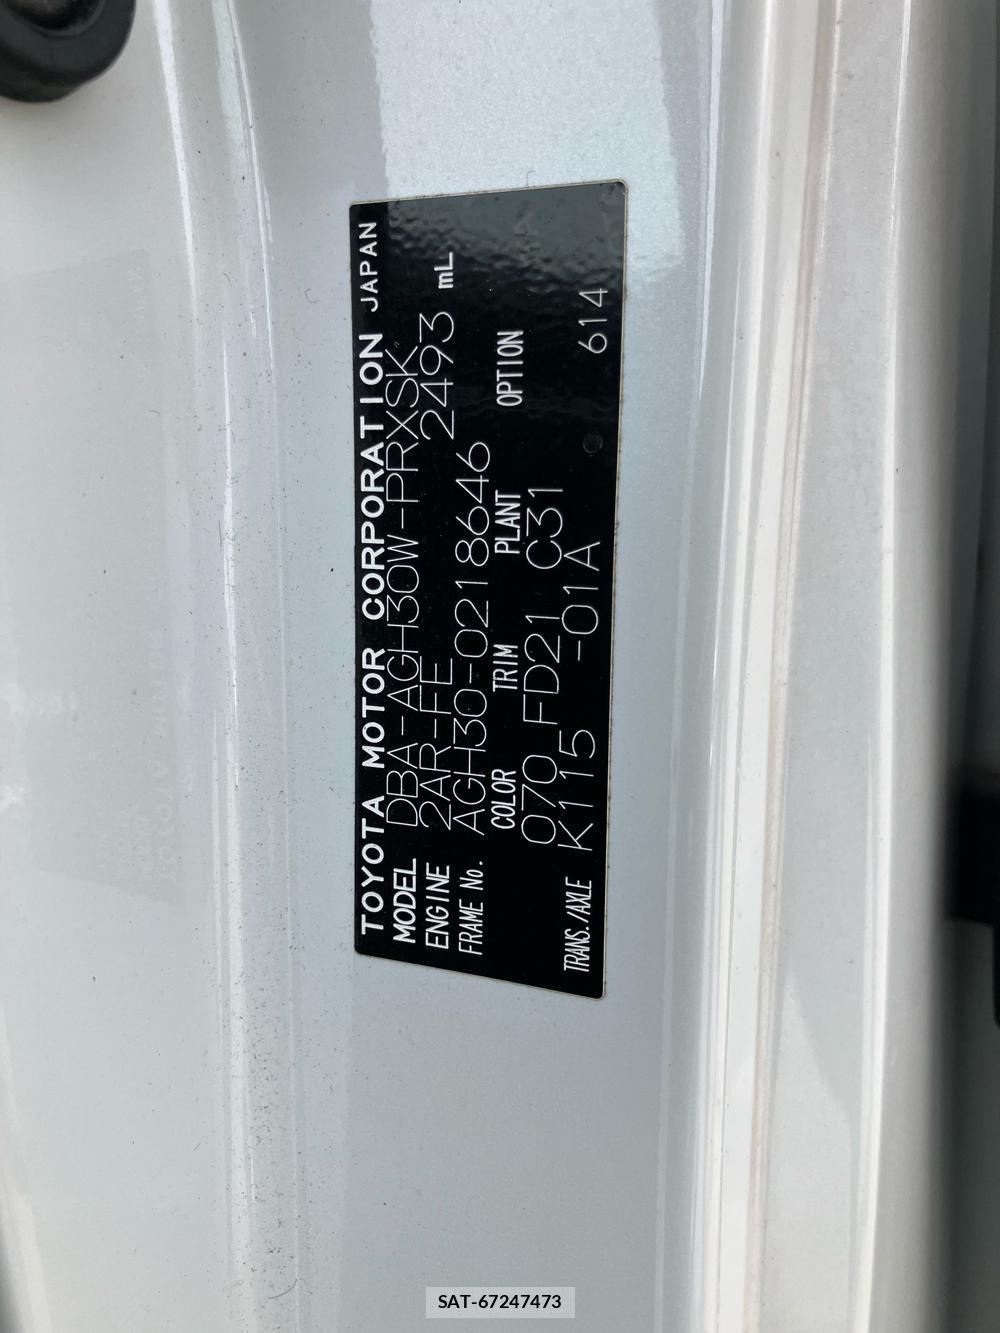 TOYOTA MOTOR CORPORATION JAPAN
MODEL DBA-AGH30W-PRXSK
ENGINE 2AR-FE 2493 mL
FRAME No. AGH30-0218646
COLOR TRIM PLANT OPTION
070 FD21 C31
TRANS./AXLE K115 -01A 614
SAT-67247473